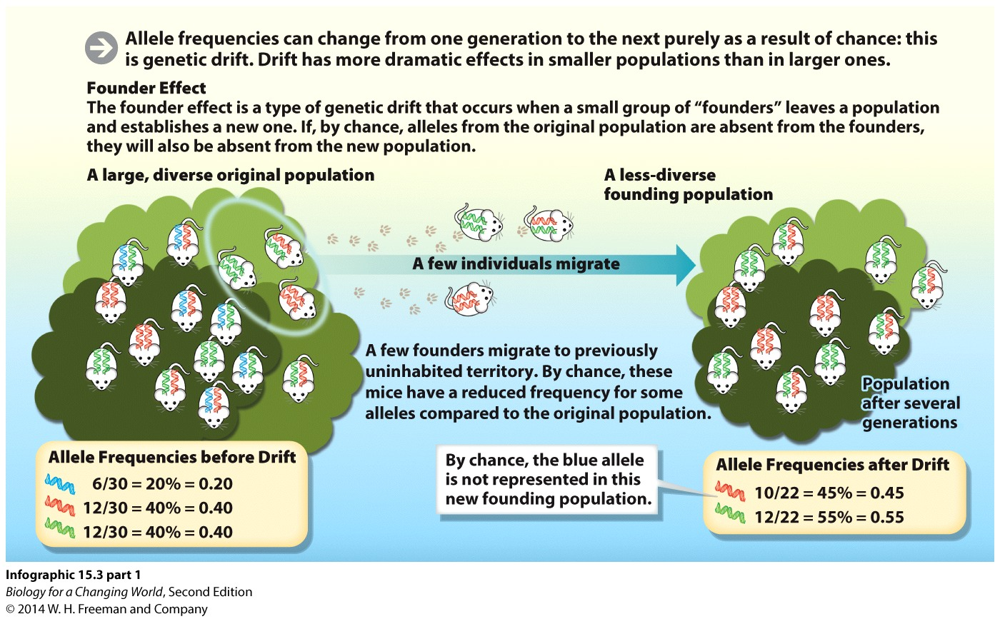 Allele frequencies can change from one generation to the next purely as a result of chance: this
is genetic drift. Drift has more dramatic effects in smaller populations than in larger ones.
Founder Effect
The founder effect is a type of genetic drift that occurs when a small group of “founders” leaves a population
and establishes a new one. If, by chance, alleles from the original population are absent from the founders,
they will also be absent from the new population.
A large, diverse original population
A less-diverse
founding population
A few individuals migrate
A few founders migrate to previously
uninhabited territory. By chance, these
mice have a reduced frequency for some
alleles compared to the original population.
Population
after several
generations
Allele Frequencies before Drift
6/30 = 20% = 0.20
12/30 = 40% = 0.40
12/30 = 40% = 0.40
By chance, the blue allele
is not represented in this
new founding population.
Allele Frequencies after Drift
10/22 = 45% = 0.45
12/22 = 55% = 0.55
Infographic 15.3 part 1
Biology for a Changing World, Second Edition
© 2014 W. H. Freeman and Company